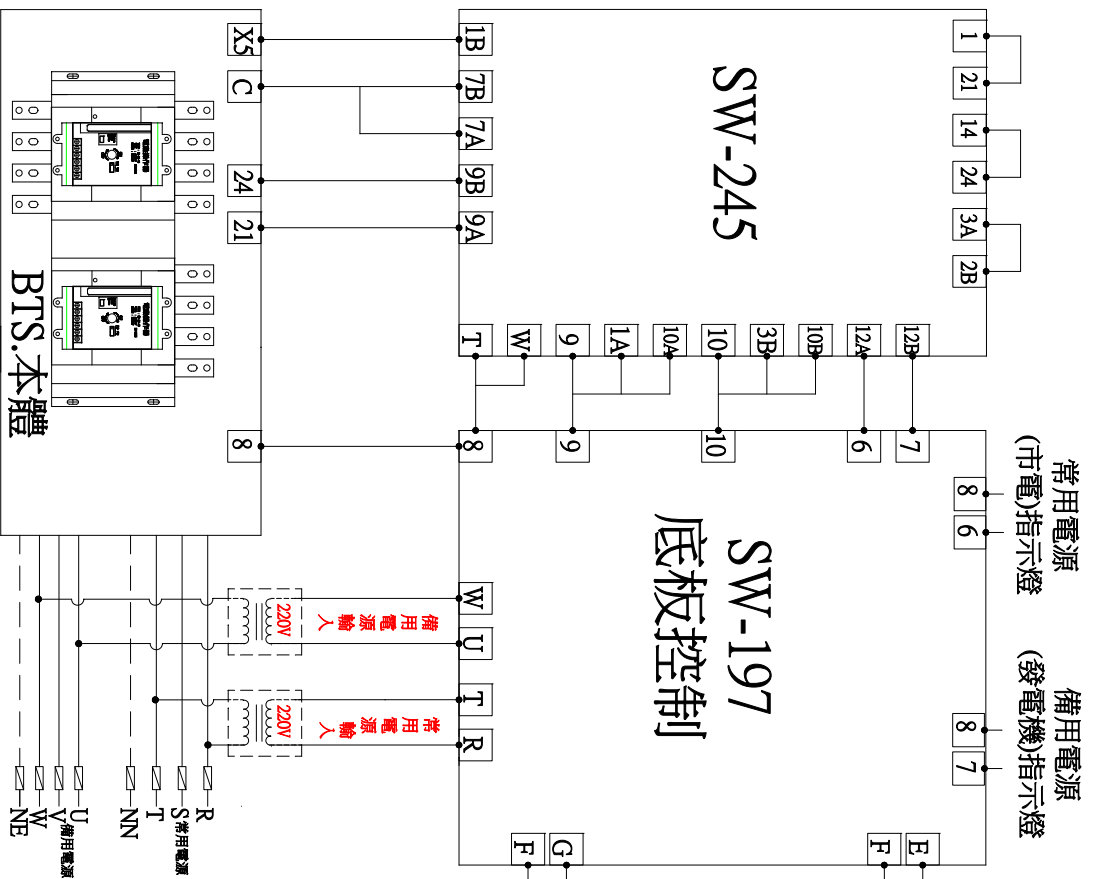 常用電源
(市電)指示燈
備用電源
(發電機)指示燈
1
21
14
24
3A
2B
SW-245
1B
7B
7A
9B
9A
T
W
9
1A
10A
10
3B
10B
12A
12B
8
6
8
7
SW-197
底板控制
8
9
10
6
7
W
U
T
R
F
G
F
E
X5
C
24
21
8
BTS.本體
備用電源輸入
220V
常用電源輸入
220V
R
S 常用電源
T
NN
U
V 備用電源
W
NE